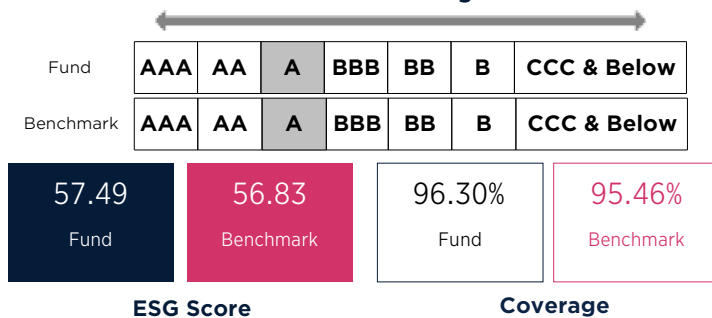 Fund AAA AA A BBB BB B CCC & Below
Benchmark AAA AA A BBB BB B CCC & Below
57.49 56.83 96.30% 95.46%
Fund Benchmark Fund Benchmark
ESG Score Coverage